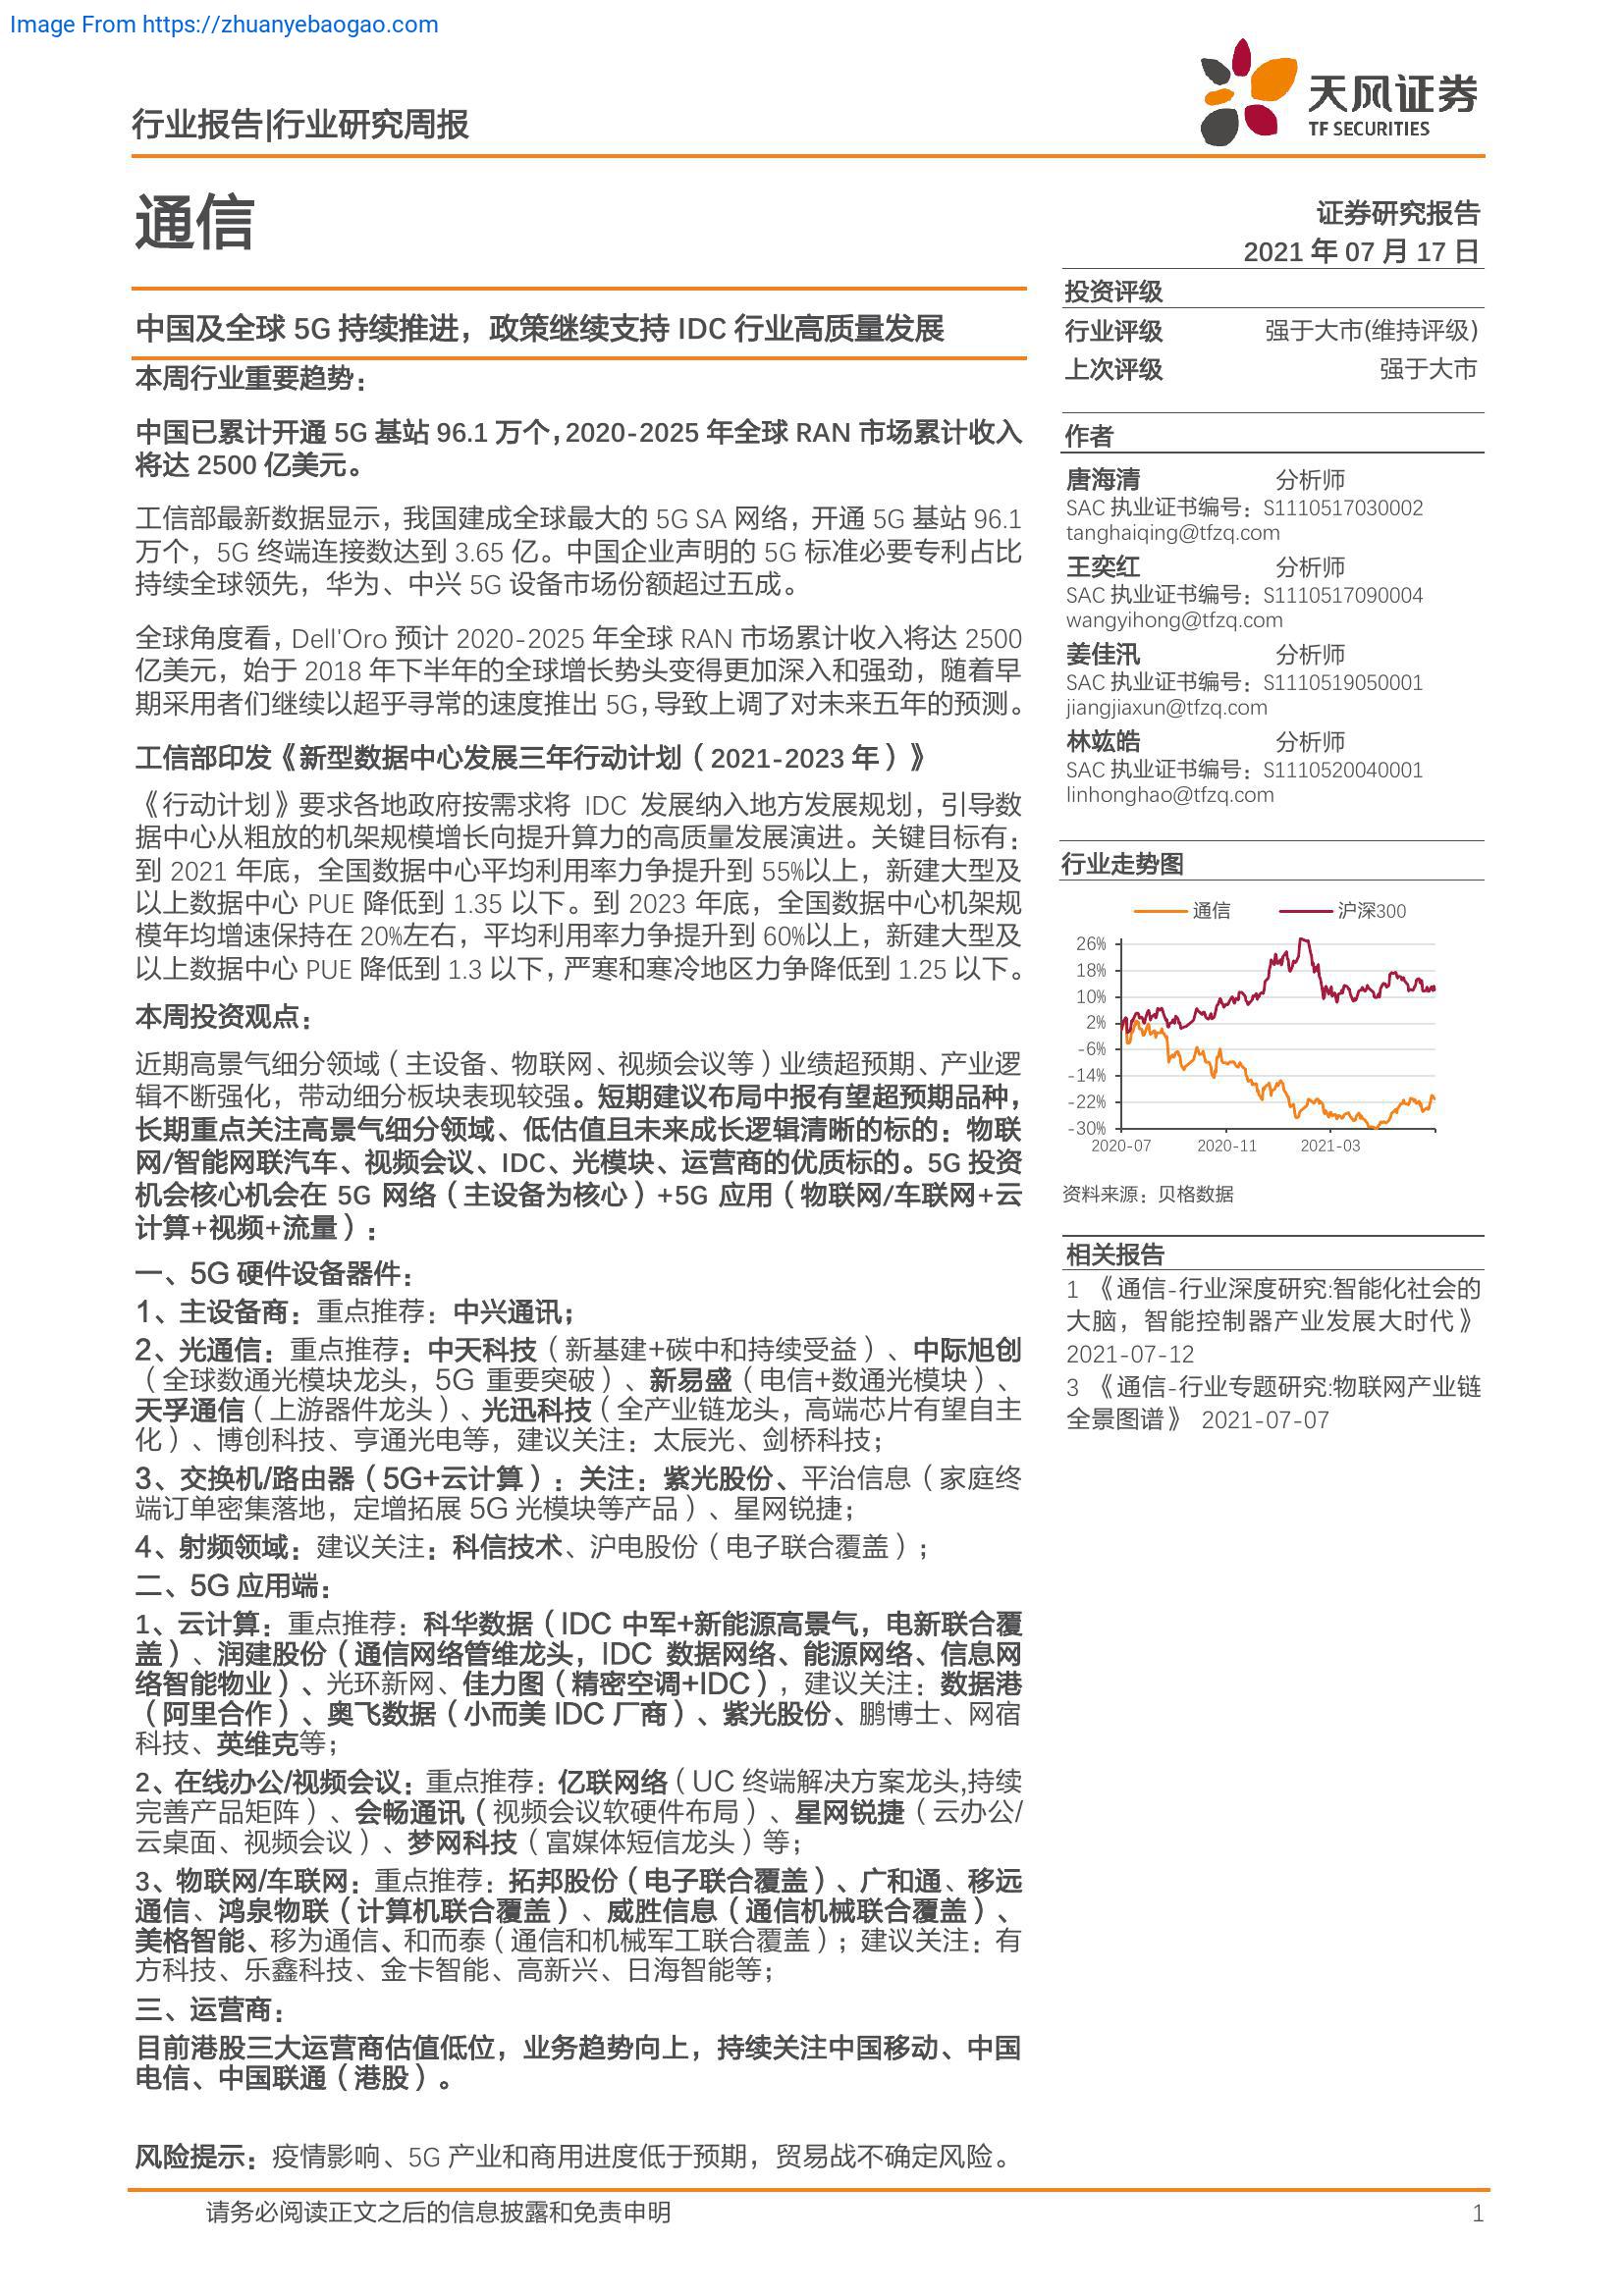 Image From https://zhuanyebaogao.com
行业报告|行业研究周报
天风证券
TF SECURITIES
通信
证券研究报告
2021 年 07 月 17 日
中国及全球 5G 持续推进，政策继续支持 IDC 行业高质量发展
本周行业重要趋势：
中国已累计开通 5G 基站 96.1 万个，2020-2025 年全球 RAN 市场累计收入
将达 2500 亿美元。
工信部最新数据显示，我国建成全球最大的 5G SA 网络，开通 5G 基站 96.1
万个，5G 终端连接数达到 3.65 亿。中国企业声明的 5G 标准必要专利占比
持续全球领先，华为、中兴 5G 设备市场份额超过五成。
全球角度看，Dell'Oro 预计 2020-2025 年全球 RAN 市场累计收入将达 2500
亿美元，始于 2018 年下半年的全球增长势头变得更加深入和强劲，随着早
期采用者们继续以超乎寻常的速度推出 5G，导致上调了对未来五年的预测。
工信部印发《新型数据中心发展三年行动计划（2021-2023 年）》
《行动计划》要求各地政府按需求将 IDC 发展纳入地方发展规划，引导数
据中心从粗放的机架规模增长向提升算力的高质量发展演进。关键目标有：
到 2021 年底，全国数据中心平均利用率力争提升到 55%以上，新建大型及
以上数据中心 PUE 降低到 1.35 以下。到 2023 年底，全国数据中心机架规
模年均增速保持在 20%左右，平均利用率力争提升到 60%以上，新建大型及
以上数据中心 PUE 降低到 1.3 以下，严寒和寒冷地区力争降低到 1.25 以下。
本周投资观点：
近期高景气细分领域（主设备、物联网、视频会议等）业绩超预期、产业逻
辑不断强化，带动细分板块表现较强。短期建议布局中报有望超预期品种，
长期重点关注高景气细分领域、低估值且未来成长逻辑清晰的标的：物联
网/智能网联汽车、视频会议、IDC、光模块、运营商的优质标的。5G 投资
机会核心机会在 5G 网络（主设备为核心）+5G 应用（物联网/车联网+云
计算+视频+流量）：
一、5G 硬件设备器件：
1、主设备商：重点推荐：中兴通讯；
2、光通信：重点推荐：中天科技（新基建+碳中和持续受益）、中际旭创
（全球数通光模块龙头，5G 重要突破）、新易盛（电信+数通光模块）、
天孚通信（上游器件龙头）、光迅科技（全产业链龙头，高端芯片有望自主
化）、博创科技、亨通光电等，建议关注：太辰光、剑桥科技；
3、交换机/路由器（5G+云计算）：关注：紫光股份、平治信息（家庭终
端订单密集落地，定增拓展 5G 光模块等产品）、星网锐捷；
4、射频领域：建议关注：科信技术、沪电股份（电子联合覆盖）；
二、5G 应用端：
1、云计算：重点推荐：科华数据（IDC 中军+新能源高景气，电新联合覆
盖）、润建股份（通信网络管维龙头，IDC 数据网络、能源网络、信息网
络智能物业）、光环新网、佳力图（精密空调+IDC），建议关注：数据港
（阿里合作）、奥飞数据（小而美 IDC 厂商）、紫光股份、鹏博士、网宿
科技、英维克等；
2、在线办公/视频会议：重点推荐：亿联网络（UC 终端解决方案龙头,持续
完善产品矩阵）、会畅通讯（视频会议软硬件布局）、星网锐捷（云办公/
云桌面、视频会议）、梦网科技（富媒体短信龙头）等；
3、物联网/车联网：重点推荐：拓邦股份（电子联合覆盖）、广和通、移远
通信、鸿泉物联（计算机联合覆盖）、威胜信息（通信机械联合覆盖）、
美格智能、移为通信、和而泰（通信和机械军工联合覆盖）；建议关注：有
方科技、乐鑫科技、金卡智能、高新兴、日海智能等；
三、运营商：
目前港股三大运营商估值低位，业务趋势向上，持续关注中国移动、中国
电信、中国联通（港股）。
风险提示：疫情影响、5G 产业和商用进度低于预期，贸易战不确定风险。
投资评级
行业评级 强于大市(维持评级)
上次评级 强于大市
作者
唐海清 分析师
SAC 执业证书编号：S1110517030002
tanghaiqing@tfzq.com
王奕红 分析师
SAC 执业证书编号：S1110517090004
wangyihong@tfzq.com
姜佳汛 分析师
SAC 执业证书编号：S1110519050001
jiangjiaxun@tfzq.com
林竑皓 分析师
SAC 执业证书编号：S1110520040001
linhonghao@tfzq.com
行业走势图
通信 沪深300
26%
18%
10%
2%
-6%
-14%
-22%
-30%
2020-07 2020-11 2021-03
资料来源：贝格数据
相关报告
1 《通信-行业深度研究:智能化社会的
大脑，智能控制器产业发展大时代》
2021-07-12
3 《通信-行业专题研究:物联网产业链
全景图谱》 2021-07-07
请务必阅读正文之后的信息披露和免责申明 1